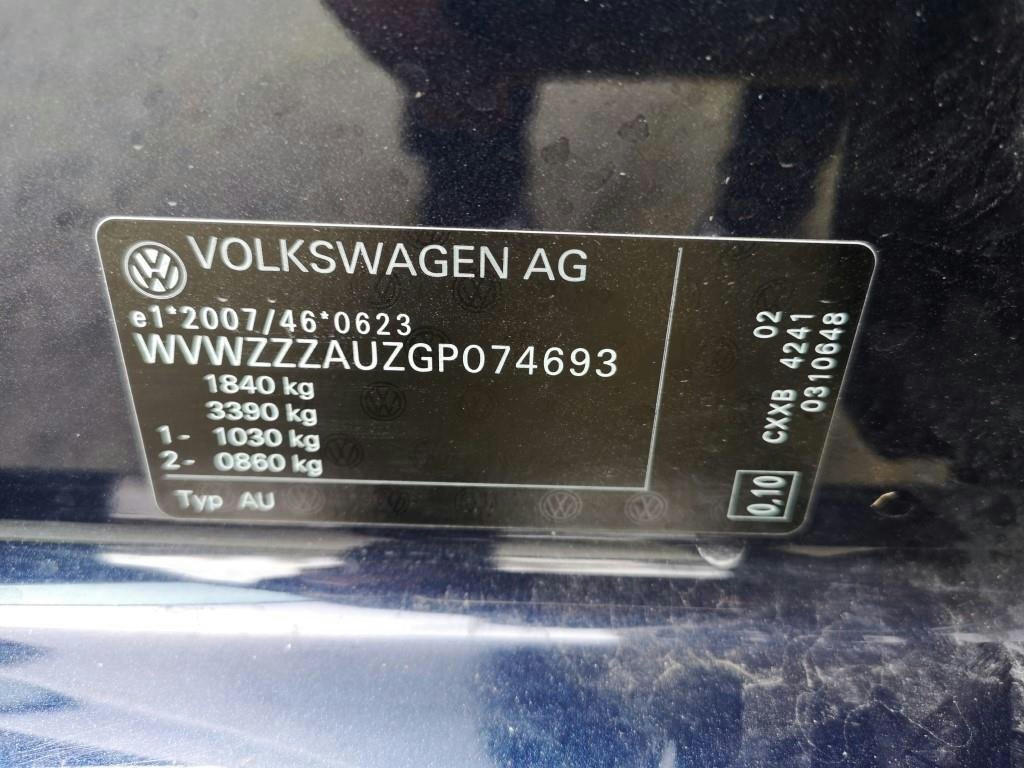 VOLKSWAGEN AG
e1*2007/46*0623
WVWZZZAUZGP074693
1840 kg
3390 kg
1- 1030 kg
2- 0860 kg
Typ AU
02
CXXB 4241
0310648
0,10